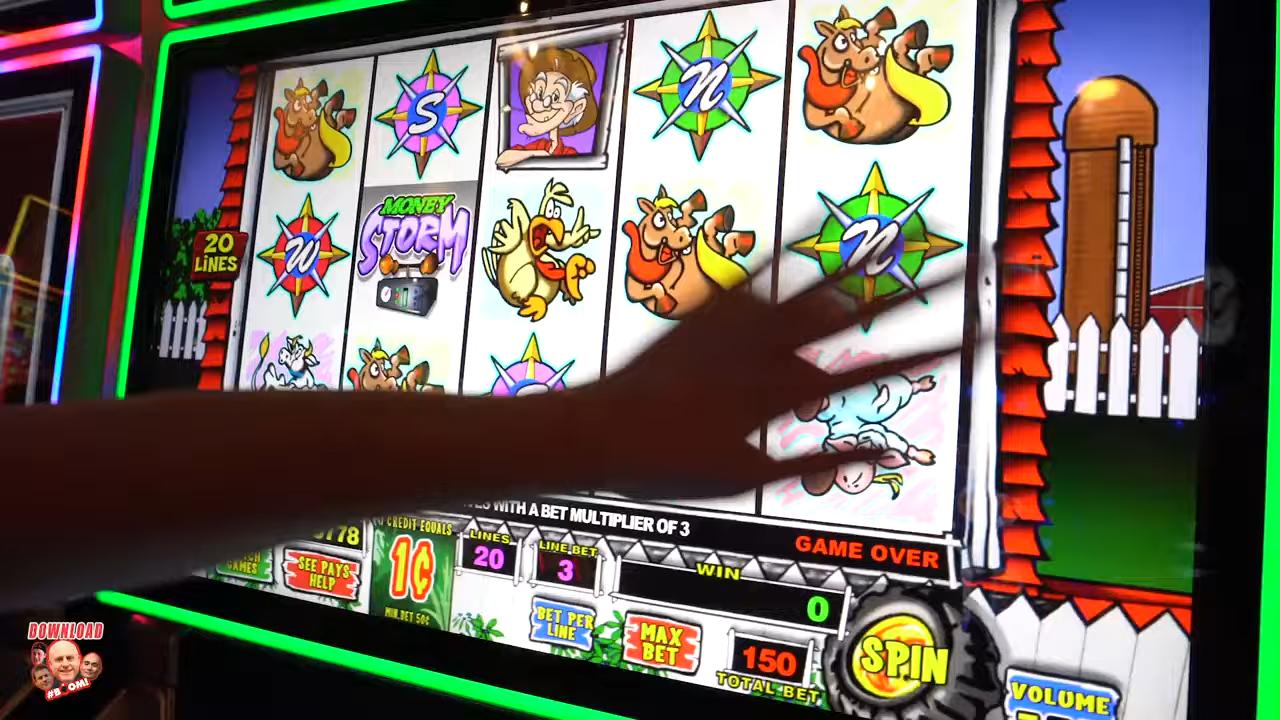 S
N
W
MONEY
STORM
N
20
LINES
WITH A BET MULTIPLIER OF 3
GAME OVER
178
CREDIT EQUALS
1¢
MIN. BET 50¢
GAMES
SEE PAYS
HELP
LINES
20
LINE BET
3
WIN
0
BET PER
LINE
MAX
BET
150
TOTAL BET
SPIN
VOLUME
DOWNLOAD
#B OM!